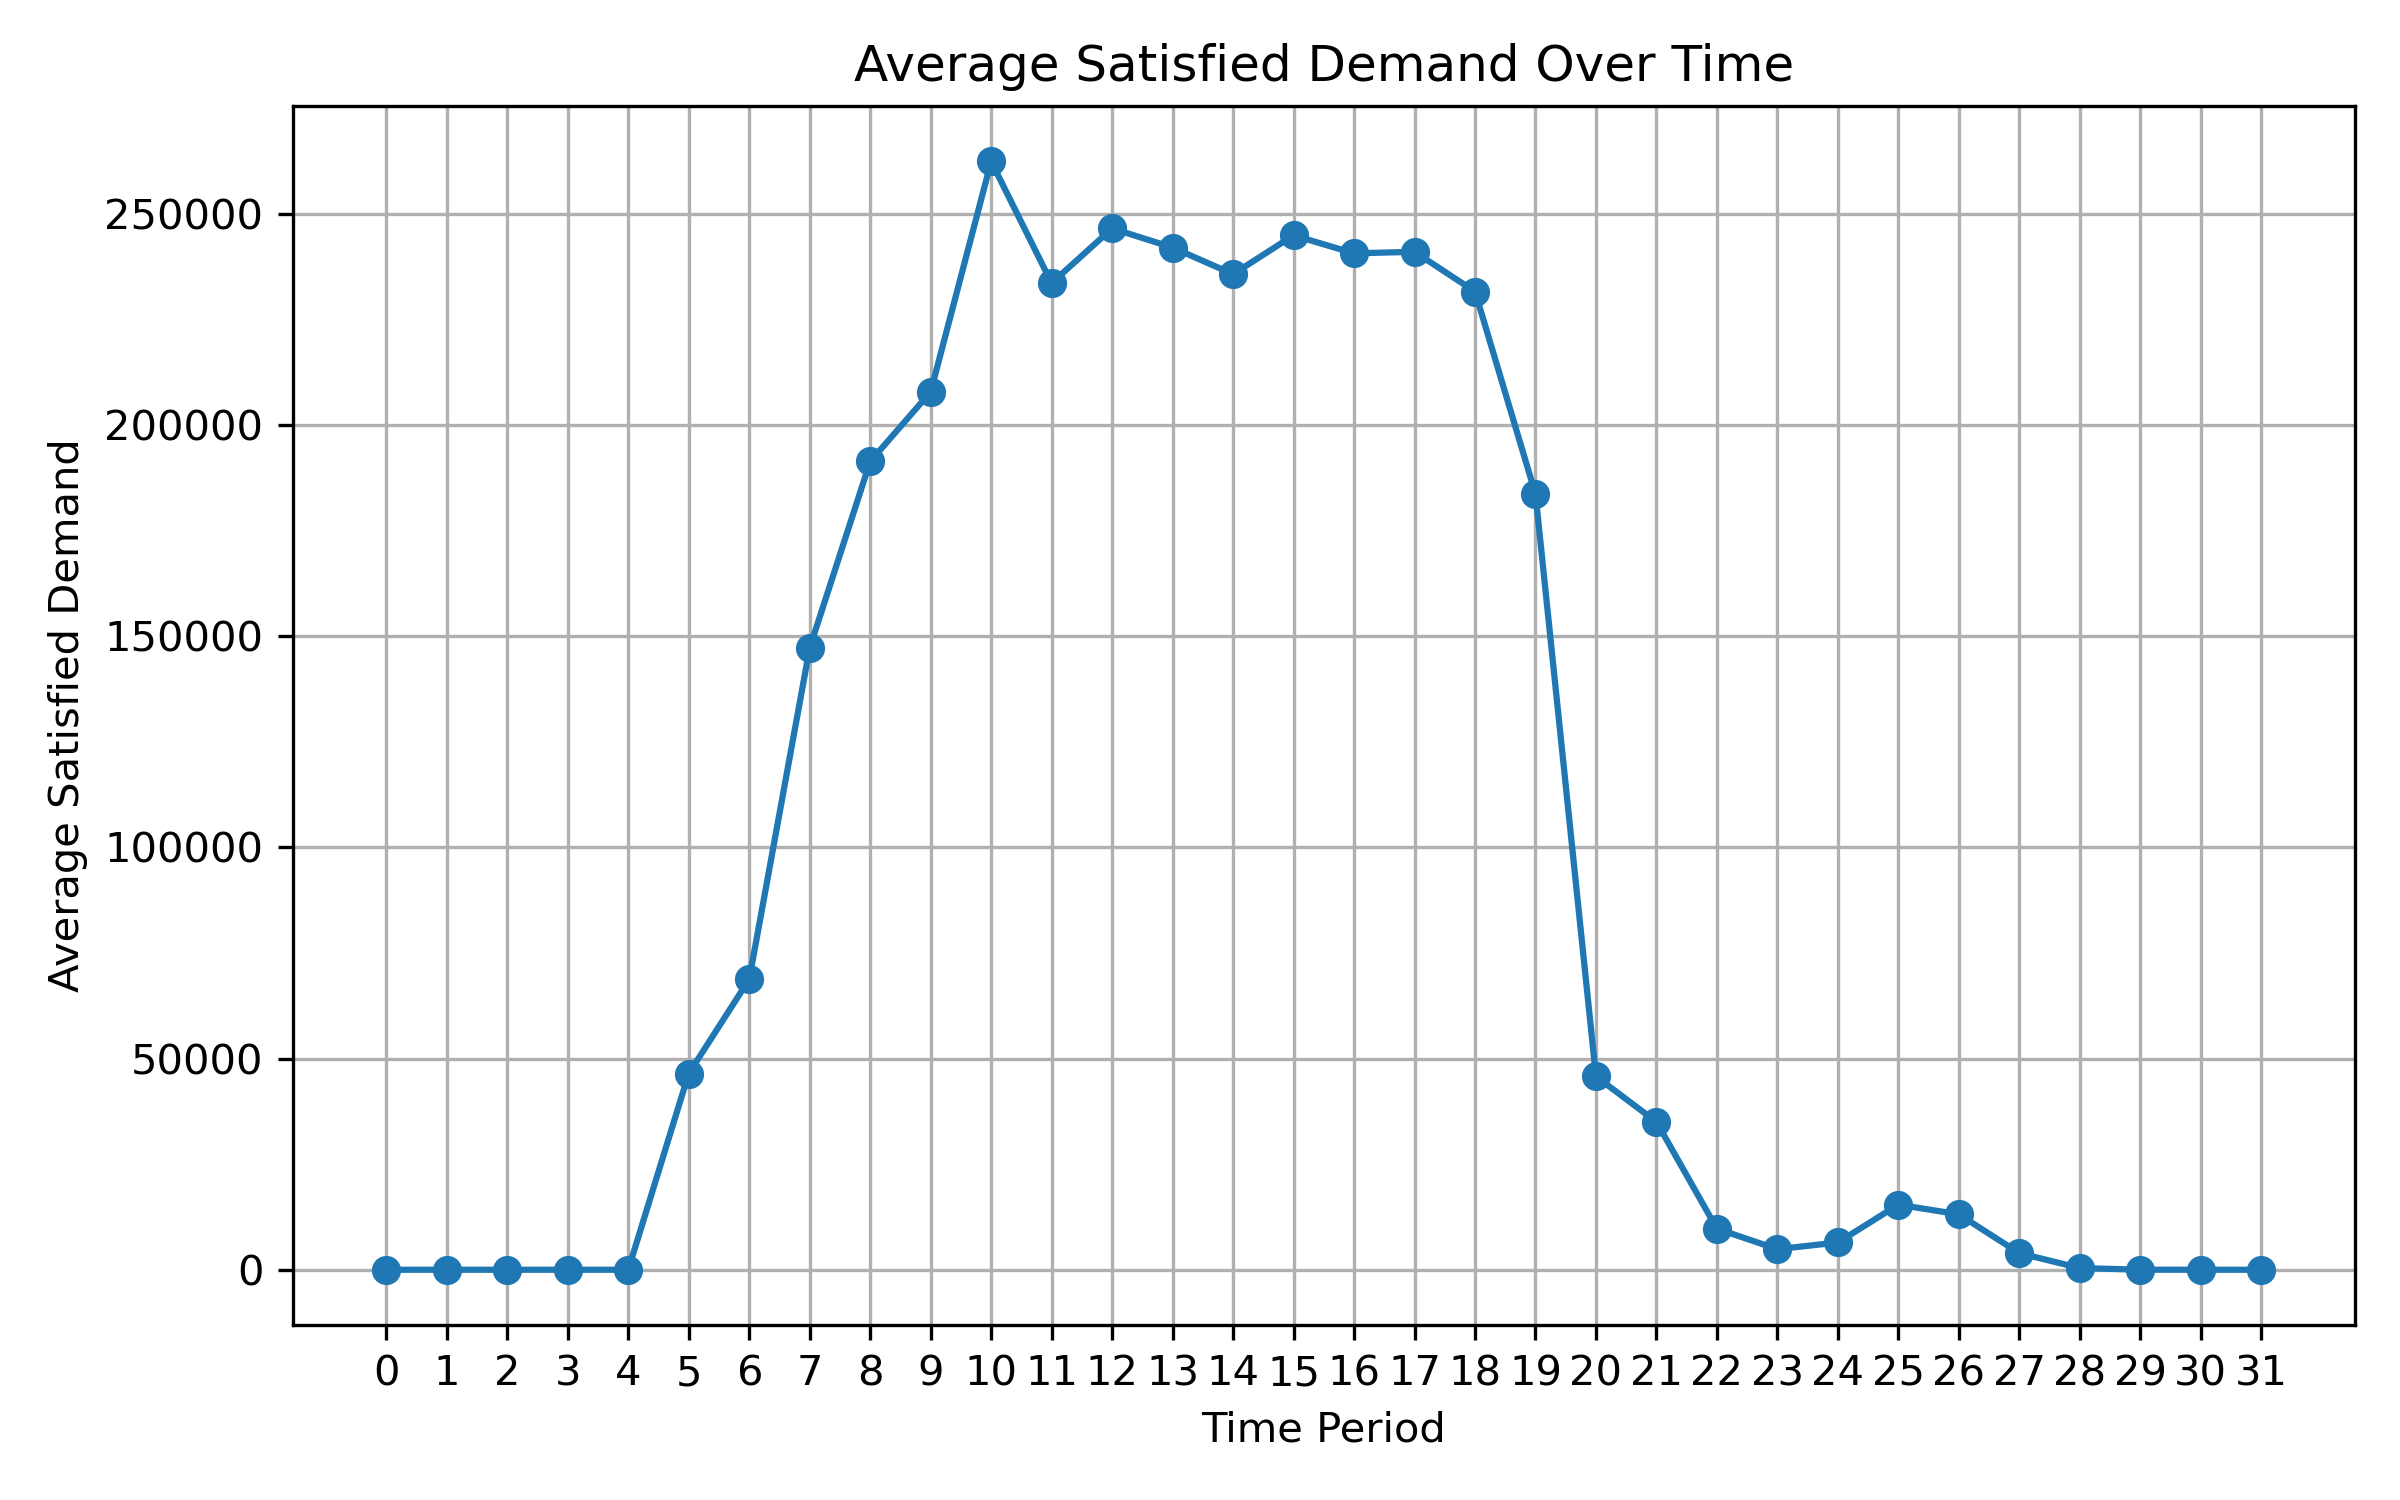 Average Satisfied Demand Over Time
Average Satisfied Demand
250000
200000
150000
100000
50000
0
0 1 2 3 4 5 6 7 8 9 10 11 12 13 14 15 16 17 18 19 20 21 22 23 24 25 26 27 28 29 30 31
Time Period